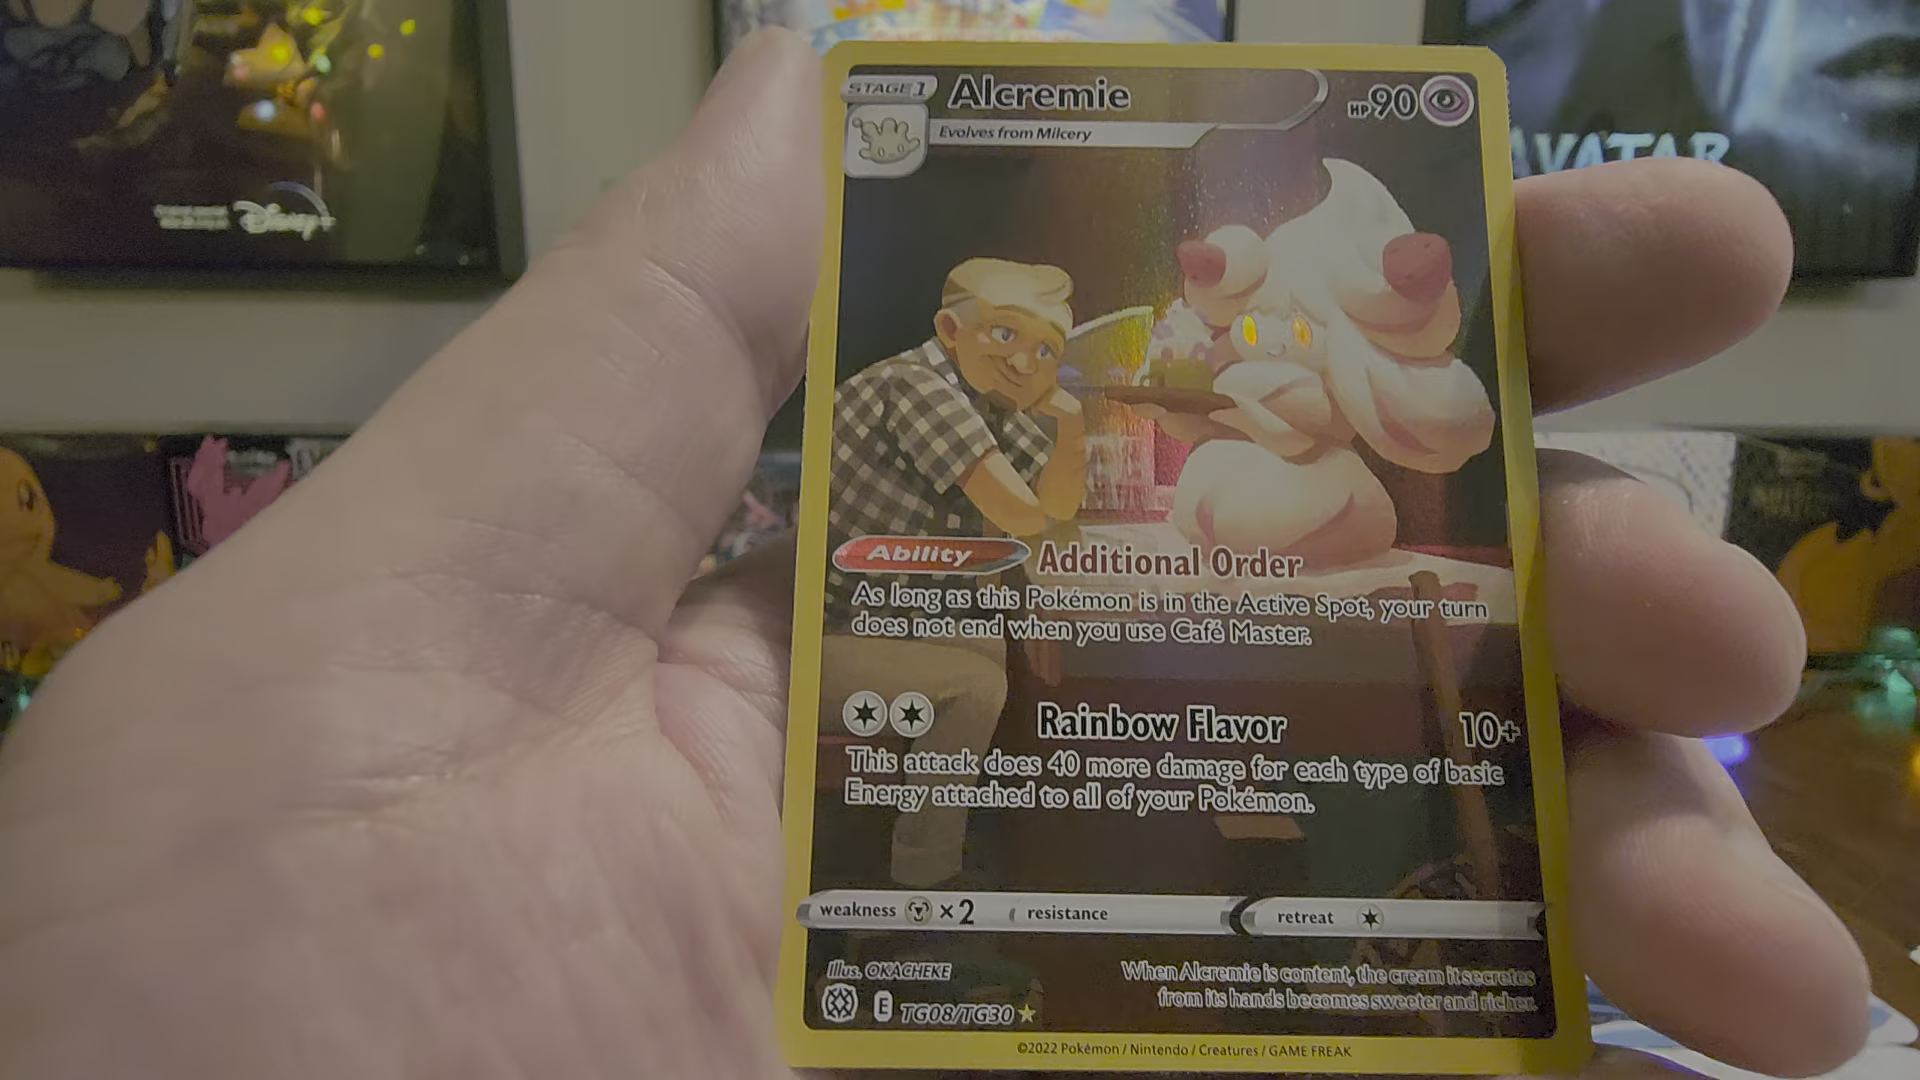 Disney+
AVATAR
STAGE 1
Alcremie
HP 90
Evolves from Milcery
Ability
Additional Order
As long as this Pokémon is in the Active Spot, your turn
does not end when you use Café Master.
Rainbow Flavor
10+
This attack does 40 more damage for each type of basic
Energy attached to all of your Pokémon.
weakness ×2 resistance retreat
Illus. OKACHEKE
When Alcremie is content, the cream it secretes
from its hands becomes sweeter and richer.
E TG08/TG30
©2022 Pokémon / Nintendo / Creatures / GAME FREAK